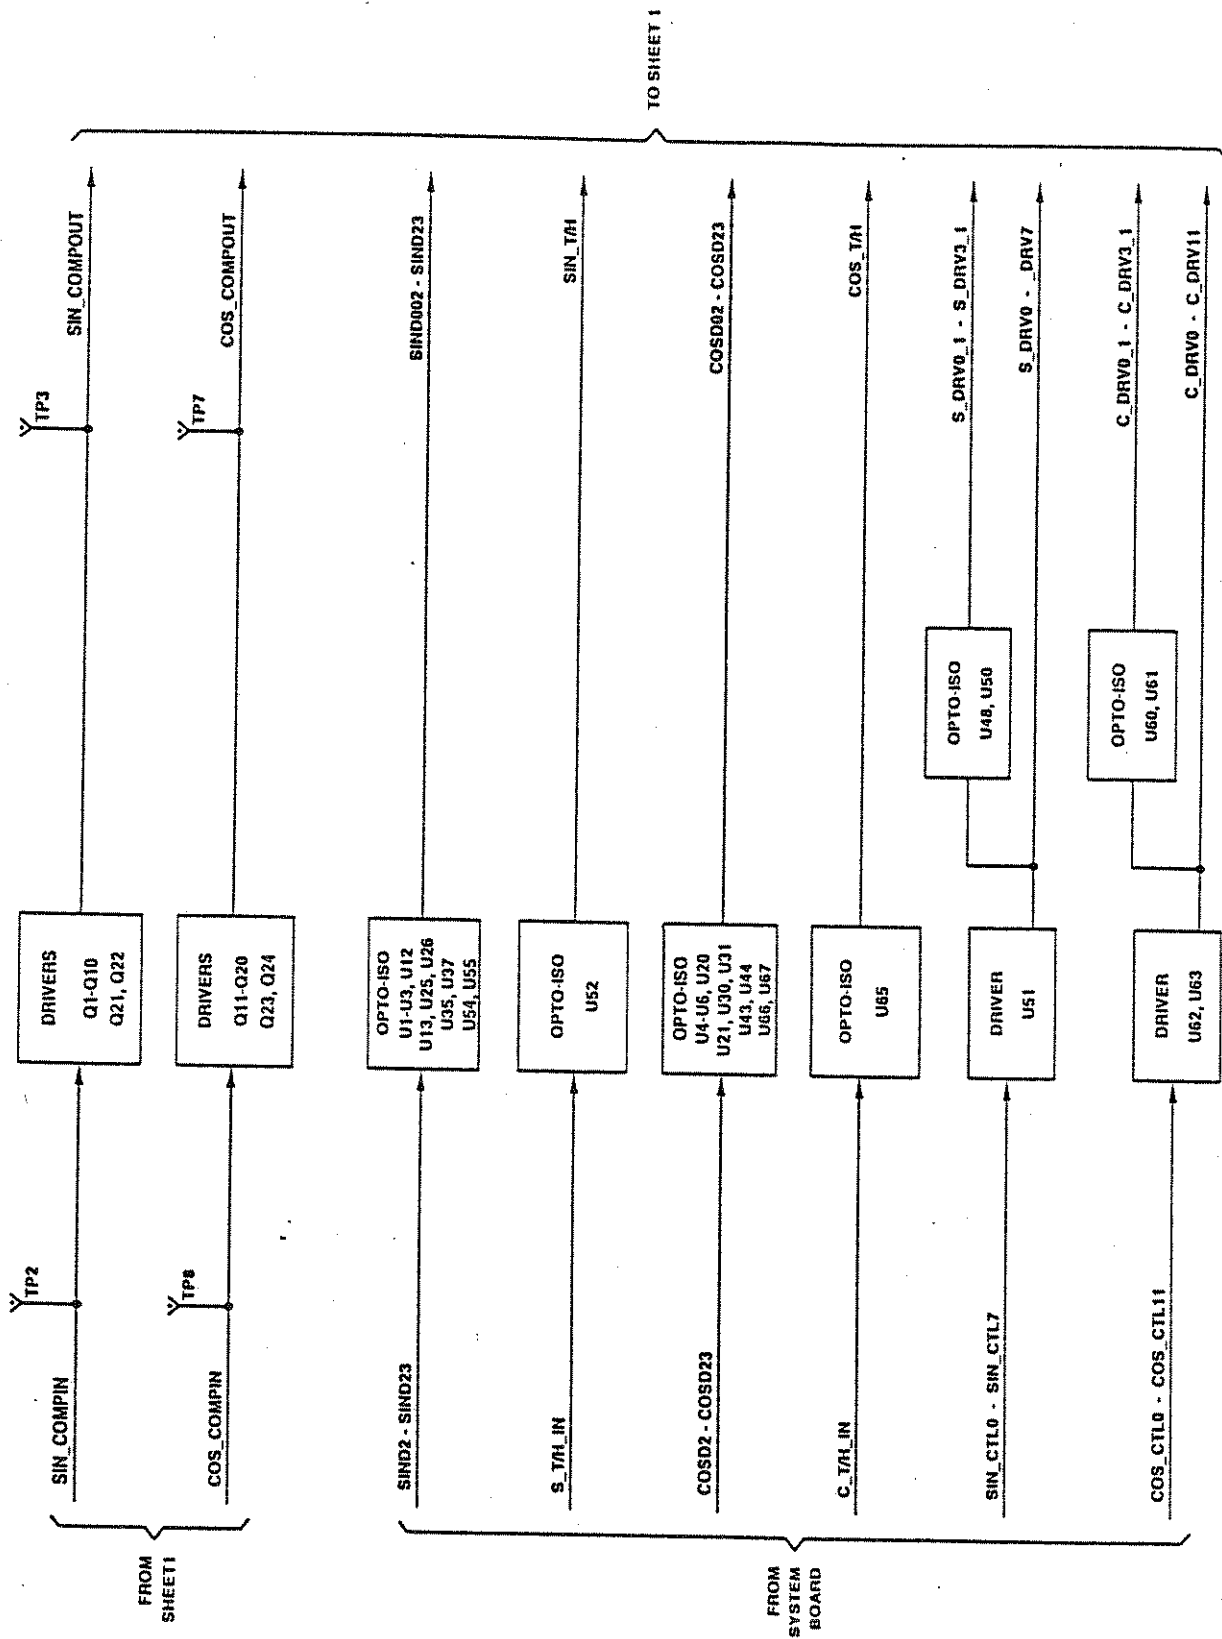 FROM
SHEET1
SIN_COMPIN
TP2
DRIVERS
Q1-Q10
Q21, Q22
TP3
SIN_COMPOUT
COS_COMPIN
TP8
DRIVERS
Q11-Q20
Q23, Q24
TP7
COS_COMPOUT
TO SHEET 1
FROM
SYSTEM
BOARD
SIND2 - SIND23
OPTO-ISO
U1-U3, U12
U13, U25, U26
U35, U37
U54, U55
SIND002 - SIND23
S_T/H_IN
OPTO-ISO
U52
SIN_T/H
COSD2 - COSD23
OPTO-ISO
U4-U6, U20
U21, U30, U31
U43, U44
U66, U67
COSD02 - COSD23
C_T/H_IN
OPTO-ISO
U65
COS_T/H
SIN_CTL0 - SIN_CTL7
DRIVER
U51
OPTO-ISO
U48, U50
S_DRV0_1 - S_DRV3_1
S_DRV0 - _DRV7
COS_CTL0 - COS_CTL11
DRIVER
U62, U63
OPTO-ISO
U60, U61
C_DRV0_1 - C_DRV3_1
C_DRV0 - C_DRV11